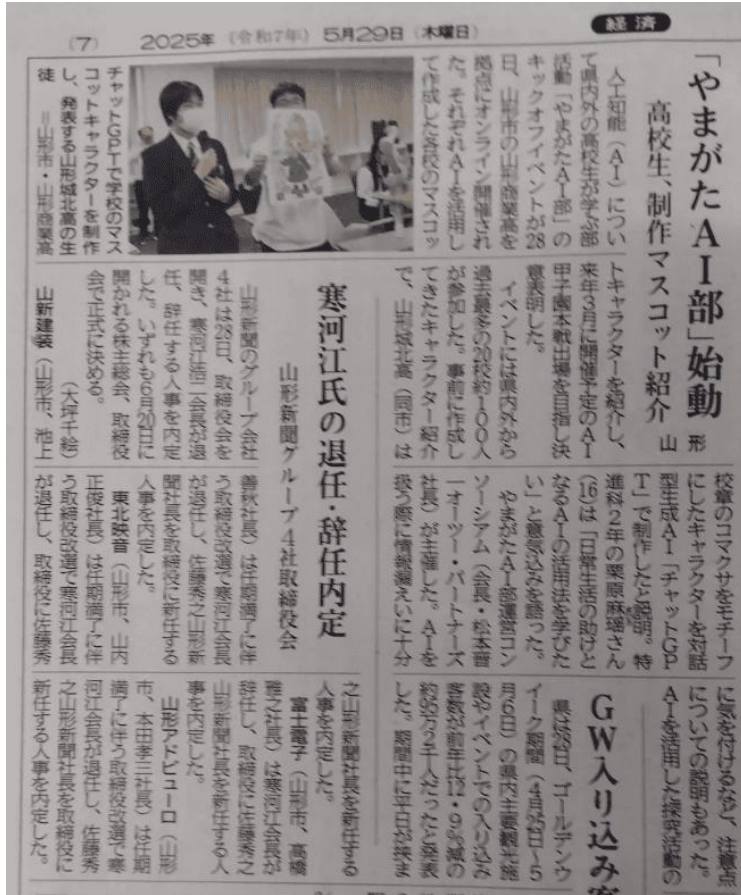 (7)
2025年(令和7年)5月29日(木曜日)
経済
「やまがたAI部」始動
高校生、制作マスコット紹介
山形
人工知能(AI)につい
て県内外の高校生が学ぶ部
活動「やまがたAI部」の
キックオフイベントが28
日、山形市の山形商業高を
拠点にオンライン開催され
た。それぞれAIを活用し
て作成した各校のマスコッ
チャットGPTで学校のマス
コットキャラクターを制作
し、発表する山形城北高の生
徒 =山形市・山形商業高
トキャラクターを紹介し、
来年3月に開催予定のAI
甲子園本戦出場を目指し決
意表明した。
イベントには県内外から
過去最多の20校約100人
が参加した。事前に作成し
てきたキャラクター紹介
で、山形城北高(同市)は
校章のコマクサをモチーフ
にしたキャラクターを対話
型生成AI「チャットGP
T」で制作したと説明。特
進科2年の栗原麻瑶さん
(16)は「日常生活の助けと
なるAIの活用法を学びた
い」と意気込みを語った。
やまがたAI部運営コン
ソーシアム(会長・松本晋
一オーツー・パートナーズ
社長)が主催した。AIを
扱う際に情報漏えいに十分
に気を付けるなど、注意点
についての説明もあった。
AIを活用した探究活動の
寒河江氏の退任・辞任内定
山形新聞グループ4社取締役会
山形新聞のグループ会社
4社は28日、取締役会を
開き、寒河江浩二会長が退
任、辞任する人事を内定
した。いずれも6月20日に
開かれる株主総会、取締役
会で正式に決める。
(大坪千絵)
山新建装(山形市、池上
善秋社長)は任期満了に伴
う取締役改選で寒河江会長
が退任し、佐藤秀之山形新
聞社長を取締役に新任する
人事を内定した。
東北映音(山形市、山内
正俊社長)は任期満了に伴
う取締役改選で寒河江会長
が退任し、取締役に佐藤秀
之山形新聞社長を新任する
人事を内定した。
富士電子(山形市、高橋
雅之社長)は寒河江会長が
辞任し、取締役に佐藤秀之
山形新聞社長を新任する人
事を内定した。
山形アドビューロ(山形
市、本田孝三社長)は任期
満了に伴う取締役改選で寒
河江会長が退任し、佐藤秀
之山形新聞社長を取締役に
新任する人事を内定した。
GW入り込み
県は28日、ゴールデンウ
イーク期間(4月26日~5
月6日)の県内主要観光施
設やイベントでの入り込み
客数が前年比12・9%減の
約95万2千人だったと発表
した。期間中に平日が挟ま